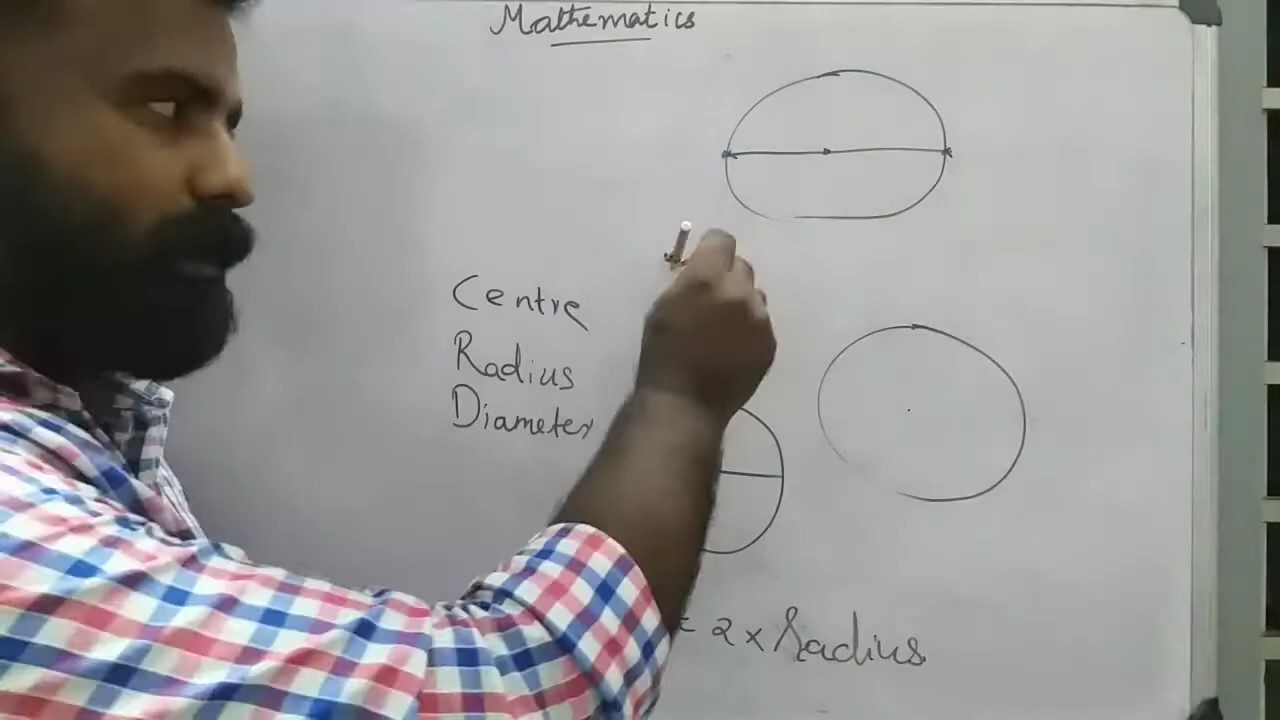 Mathematics
Centre
Radius
Diameter
= 2 × Radius